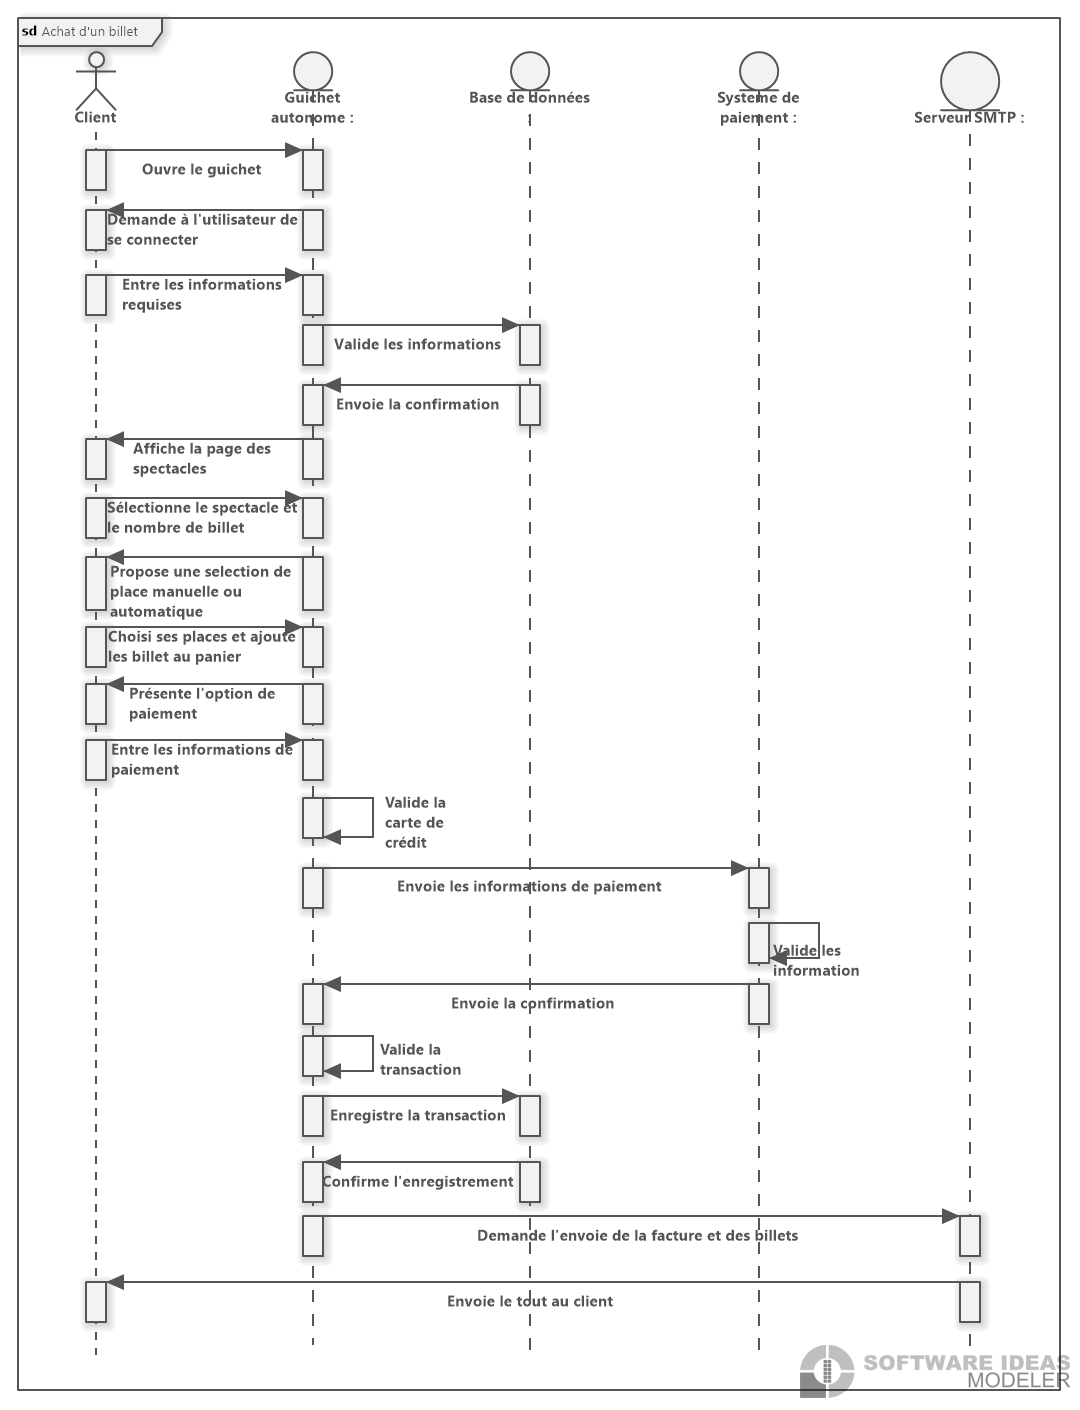 sd Achat d'un billet
Client
Guichet
autonome :
Base de données
:
Système de
paiement :
Serveur SMTP :
Ouvre le guichet
Demande à l'utilisateur de
se connecter
Entre les informations
requises
Valide les informations
Envoie la confirmation
Affiche la page des
spectacles
Sélectionne le spectacle et
le nombre de billet
Propose une selection de
place manuelle ou
automatique
Choisi ses places et ajoute
les billet au panier
Présente l'option de
paiement
Entre les informations de
paiement
Valide la
carte de
crédit
Envoie les informations de paiement
Valide les
information
Envoie la confirmation
Valide la
transaction
Enregistre la transaction
Confirme l'enregistrement
Demande l'envoie de la facture et des billets
Envoie le tout au client
SOFTWARE IDEAS
MODELER